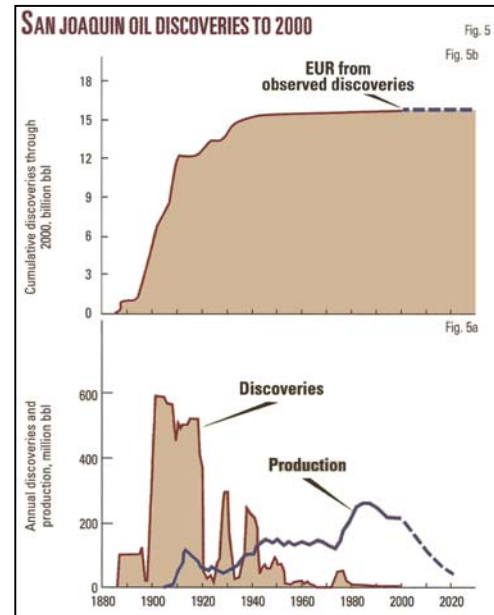 SAN JOAQUIN OIL DISCOVERIES TO 2000
Fig. 5
Fig. 5b
EUR from
observed discoveries
Cumulative discoveries through
2000, billion bbl
18
15
12
9
6
3
0
Fig. 5a
Discoveries
Production
Annual discoveries and
production, million bbl
600
400
200
0
1880 1900 1920 1940 1960 1980 2000 2020